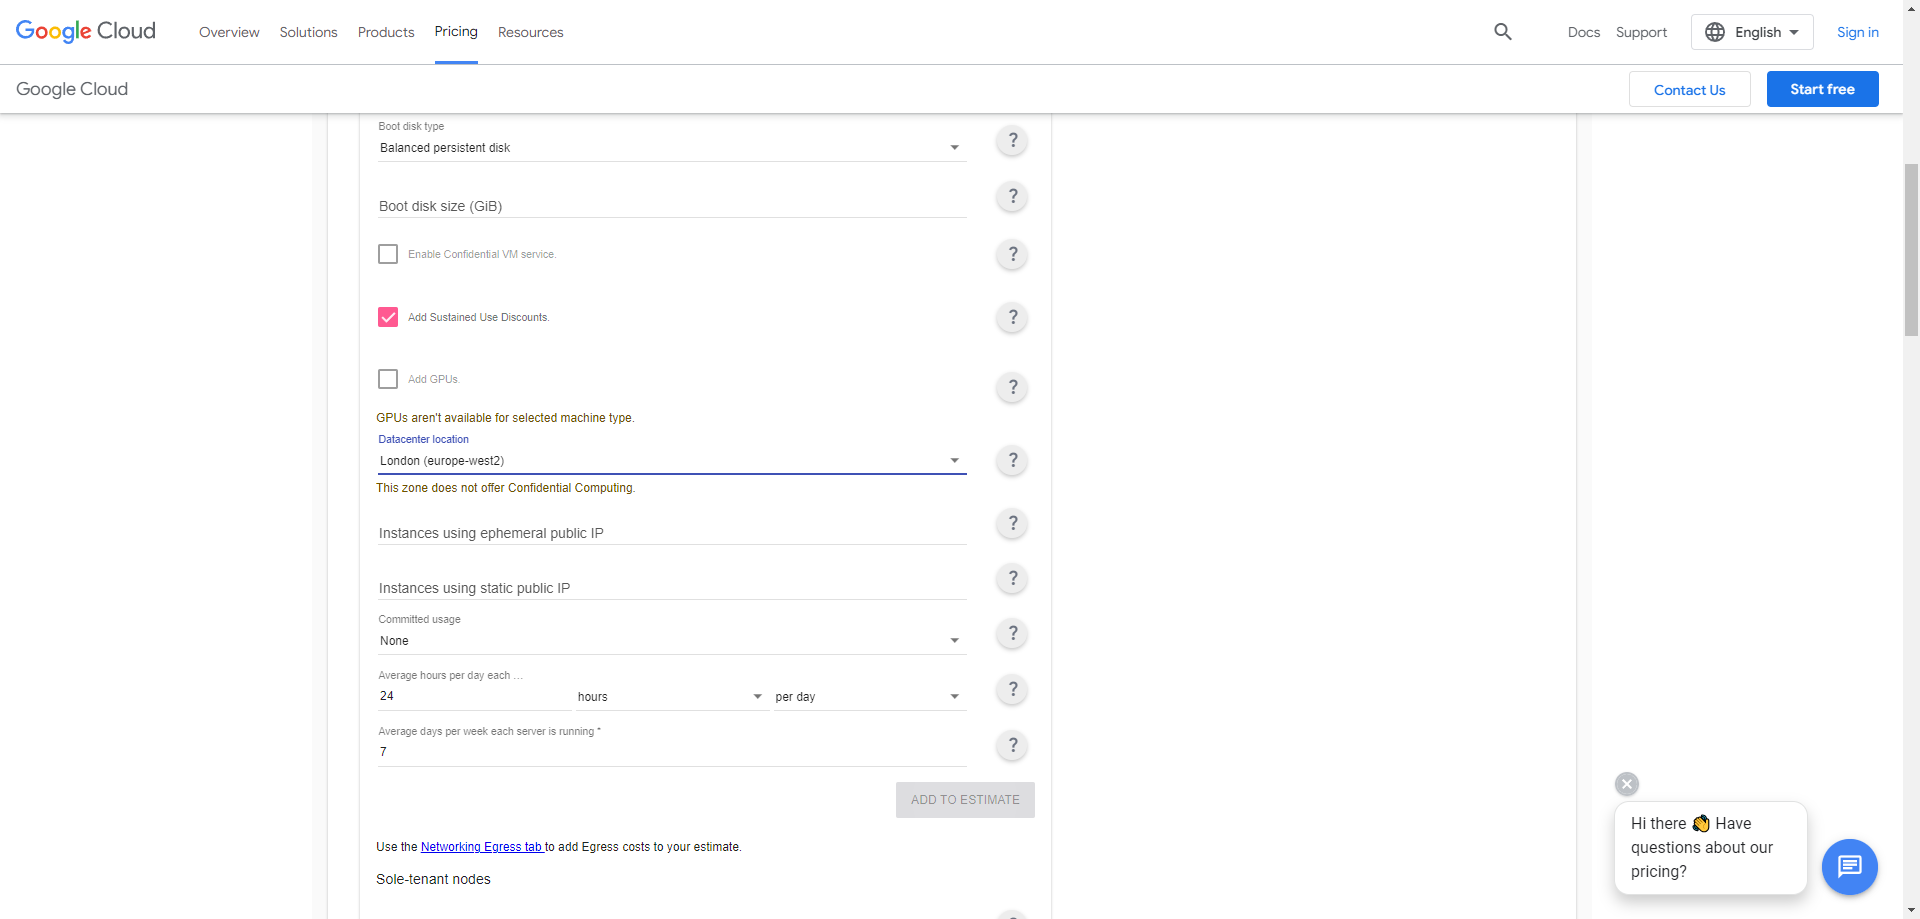 Google Cloud
Overview
Solutions
Products
Pricing
Resources
Docs
Support
English
Sign in
Google Cloud
Contact Us
Start free
Boot disk type
Balanced persistent disk
?
Boot disk size (GiB)
?
Enable Confidential VM service.
?
Add Sustained Use Discounts.
?
Add GPUs.
?
GPUs aren't available for selected machine type.
Datacenter location
London (europe-west2)
?
This zone does not offer Confidential Computing.
Instances using ephemeral public IP
?
Instances using static public IP
?
Committed usage
None
?
Average hours per day each ...
24
hours
per day
?
Average days per week each server is running *
7
?
ADD TO ESTIMATE
Use the Networking Egress tab to add Egress costs to your estimate.
Sole-tenant nodes
Hi there 👋 Have
questions about our
pricing?